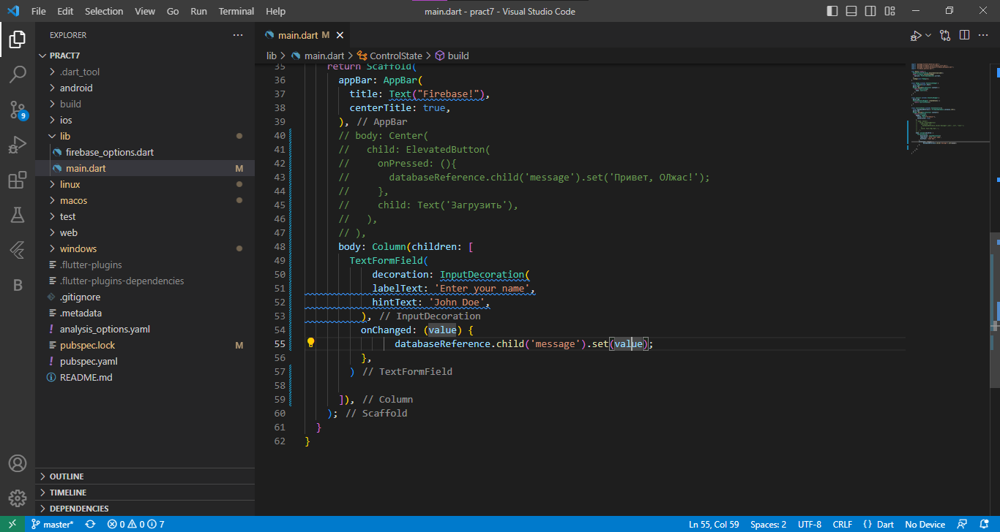 File Edit Selection View Go Run Terminal Help
main.dart - pract7 - Visual Studio Code
EXPLORER
PRACT7
.dart_tool
android
build
ios
lib
firebase_options.dart
main.dart M
linux
macos
test
web
windows
.flutter-plugins
.flutter-plugins-dependencies
.gitignore
.metadata
! analysis_options.yaml
pubspec.lock M
! pubspec.yaml
README.md
OUTLINE
TIMELINE
DEPENDENCIES
9
B
main.dart M
lib > main.dart > ControlState > build
35 return Scaffold(
36 appBar: AppBar(
37 title: Text("Firebase!"),
38 centerTitle: true,
39 ), // AppBar
40 // body: Center(
41 //   child: ElevatedButton(
42 //     onPressed: (){
43 //       databaseReference.child('message').set('Привет, ОЛжас!');
44 //     },
45 //     child: Text('Загрузить'),
46 //   ),
47 // ),
48 body: Column(children: [
49 TextFormField(
50 decoration: InputDecoration(
51 labelText: 'Enter your name',
52 hintText: 'John Doe',
53 ), // InputDecoration
54 onChanged: (value) {
55 databaseReference.child('message').set(value);
56 },
57 ) // TextFormField
58
59 ]), // Column
60 ); // Scaffold
61 }
62 }
master* 0 0 7
Ln 55, Col 59 Spaces: 2 UTF-8 CRLF {} Dart No Device